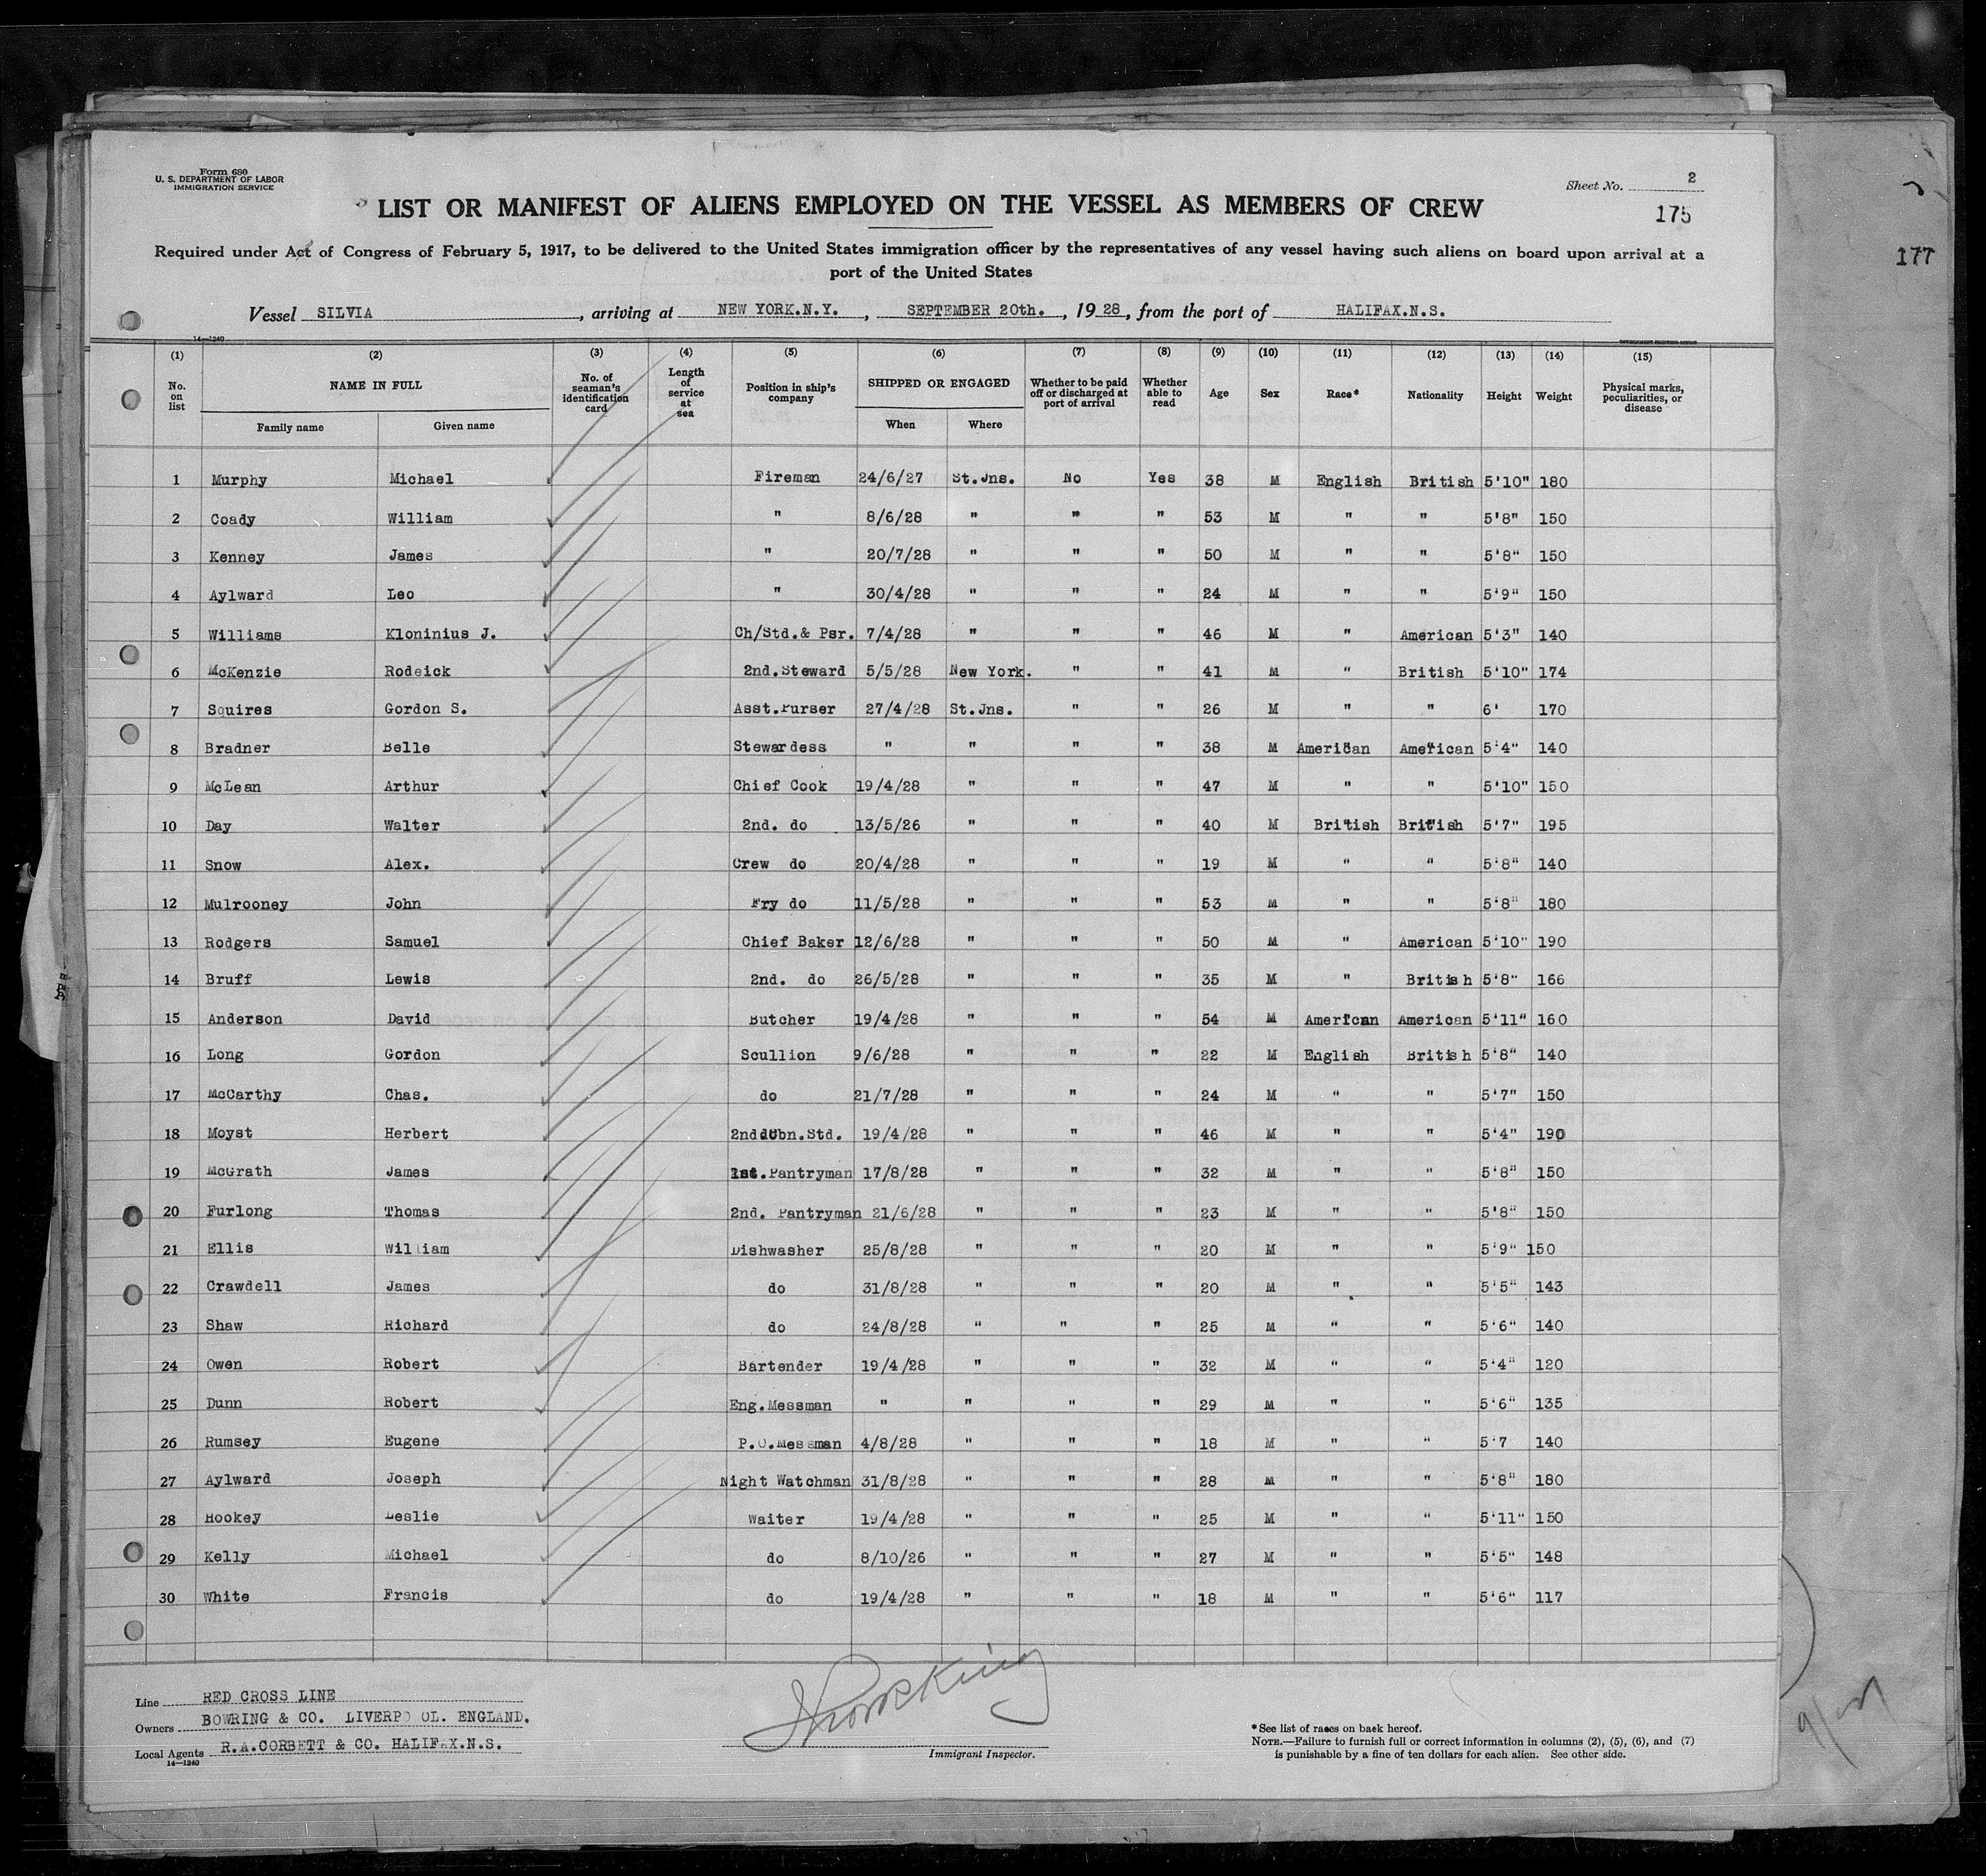 Form 680
U. S. DEPARTMENT OF LABOR
IMMIGRATION SERVICE
Sheet No. 2
175
177
LIST OR MANIFEST OF ALIENS EMPLOYED ON THE VESSEL AS MEMBERS OF CREW
Required under Act of Congress of February 5, 1917, to be delivered to the United States immigration officer by the representatives of any vessel having such aliens on board upon arrival at a
port of the United States
Vessel SILVIA, arriving at NEW YORK.N.Y., SEPTEMBER 20th., 1928, from the port of HALIFAX.N.S.
14—1240
(1) (2) (3) (4) (5) (6) (7) (8) (9) (10) (11) (12) (13) (14) (15)
No. on list NAME IN FULL Family name Given name No. of seaman's identification card Length of service at sea Position in ship's company SHIPPED OR ENGAGED When Where Whether to be paid off or discharged at port of arrival Whether able to read Age Sex Race* Nationality Height Weight Physical marks, peculiarities, or disease
1 Murphy Michael Fireman 24/6/27 St.Jns. No Yes 38 M English British 5'10" 180
2 Coady William " 8/6/28 " " " 53 M " " 5'8" 150
3 Kenney James " 20/7/28 " " " 50 M " " 5'8" 150
4 Aylward Leo " 30/4/28 " " " 24 M " " 5'9" 150
5 Williams Kloninius J. Ch/Std.& Psr. 7/4/28 " " " 46 M " American 5'3" 140
6 McKenzie Rodeick 2nd.Steward 5/5/28 New York. " " 41 M " British 5'10" 174
7 Squires Gordon S. Asst.Purser 27/4/28 St.Jns. " " 26 M " " 6' 170
8 Bradner Belle Stewardess " " " " 38 M American American 5'4" 140
9 McLean Arthur Chief Cook 19/4/28 " " " 47 M " " 5'10" 150
10 Day Walter 2nd. do 13/5/26 " " " 40 M British British 5'7" 195
11 Snow Alex. Crew do 20/4/28 " " " 19 M " " 5'8" 140
12 Mulrooney John Fry do 11/5/28 " " " 53 M " " 5'8" 180
13 Rodgers Samuel Chief Baker 12/6/28 " " " 50 M " American 5'10" 190
14 Bruff Lewis 2nd. do 26/5/28 " " " 35 M " British 5'8" 166
15 Anderson David Butcher 19/4/28 " " " 54 M American American 5'11" 160
16 Long Gordon Scullion 9/6/28 " " " 22 M English British 5'8" 140
17 McCarthy Chas. do 21/7/28 " " " 24 M " " 5'7" 150
18 Moyst Herbert 2nd Cbn.Std. 19/4/28 " " " 46 M " " 5'4" 190
19 McGrath James 1st.Pantryman 17/8/28 " " " 32 M " " 5'8" 150
20 Furlong Thomas 2nd. Pantryman 21/6/28 " " " 23 M " " 5'8" 150
21 Ellis William Dishwasher 25/8/28 " " " 20 M " " 5'9" 150
22 Crawdell James do 31/8/28 " " " 20 M " " 5'5" 143
23 Shaw Richard do 24/8/28 " " " 25 M " " 5'6" 140
24 Owen Robert Bartender 19/4/28 " " " 32 M " " 5'4" 120
25 Dunn Robert Eng.Messman " " " " 29 M " " 5'6" 135
26 Rumsey Eugene P.O.Messman 4/8/28 " " " 18 M " " 5'7 140
27 Aylward Joseph Night Watchman 31/8/28 " " " 28 M " " 5'8" 180
28 Hookey Leslie Waiter 19/4/28 " " " 25 M " " 5'11" 150
29 Kelly Michael do 8/10/26 " " " 27 M " " 5'5" 148
30 White Francis do 19/4/28 " " " 18 M " " 5'6" 117
Line RED CROSS LINE
Owners BOWRING & CO. LIVERPOOL. ENGLAND.
Local Agents R.A.CORBETT & CO. HALIFAX.N.S.
14—1240
Immigrant Inspector.
*See list of races on back hereof.
NOTE.—Failure to furnish full or correct information in columns (2), (5), (6), and (7)
is punishable by a fine of ten dollars for each alien. See other side.